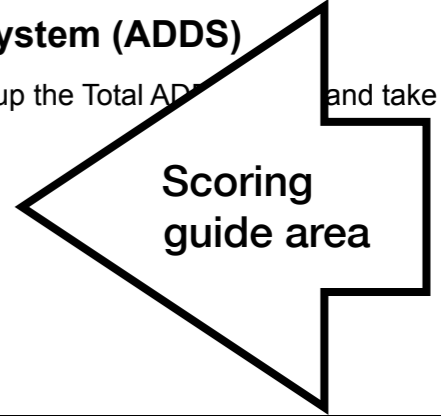 ystem (ADDS)
up the Total AD and take
Scoring
guide area